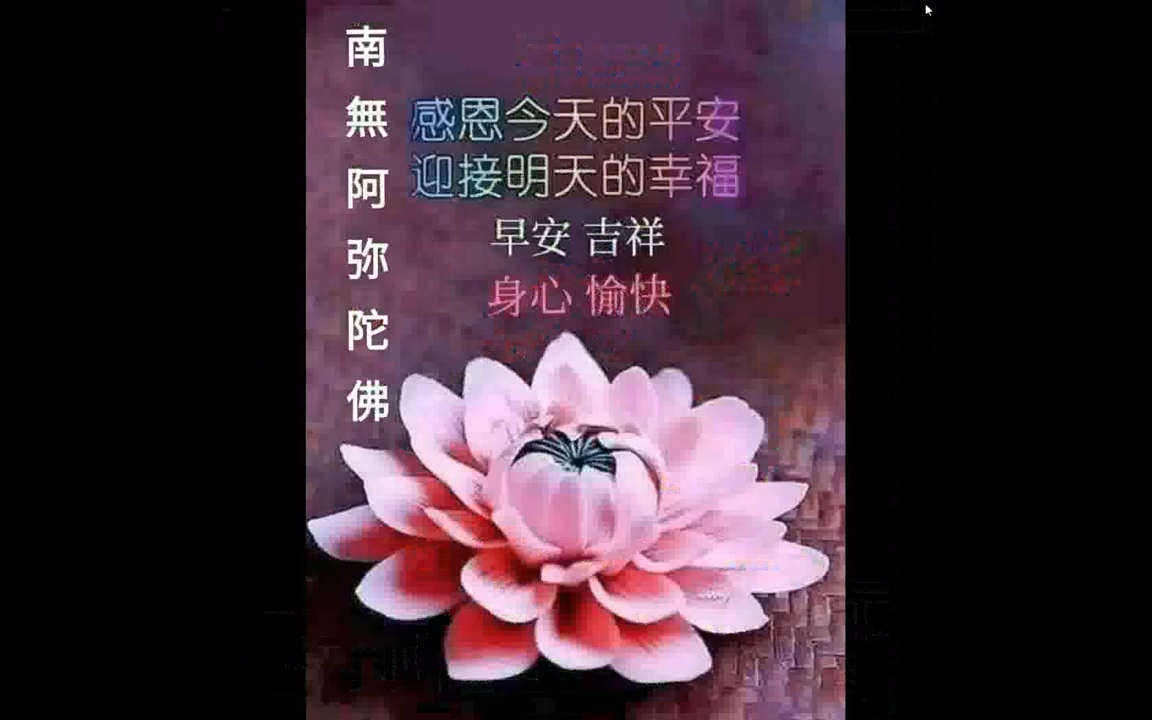 南無阿弥陀佛
感恩今天的平安
迎接明天的幸福
早安 吉祥
身心 愉快